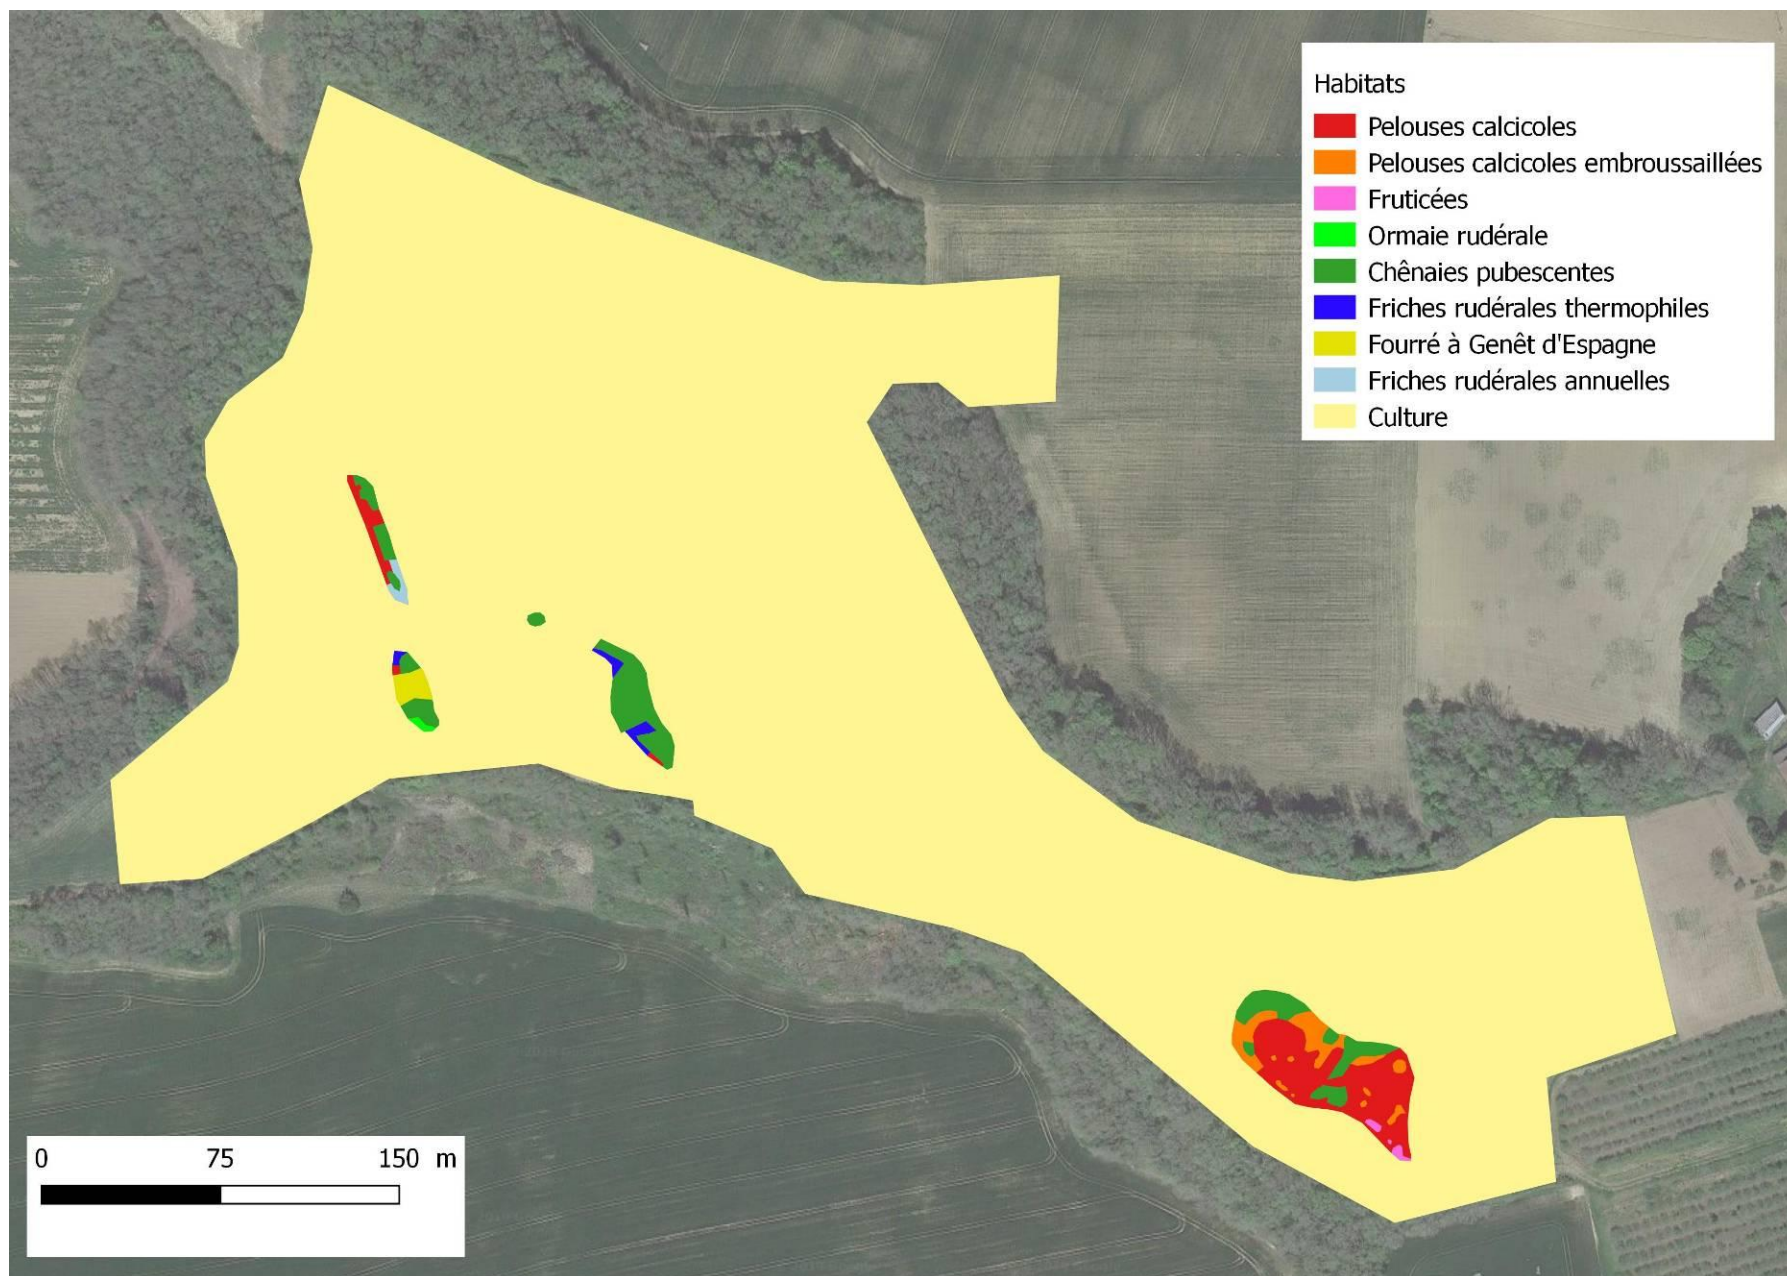 Habitats
Pelouses calcicoles
Pelouses calcicoles embroussaillées
Fruticées
Ormaie rudérale
Chênaies pubescentes
Friches rudérales thermophiles
Fourré à Genêt d'Espagne
Friches rudérales annuelles
Culture
0 75 150 m